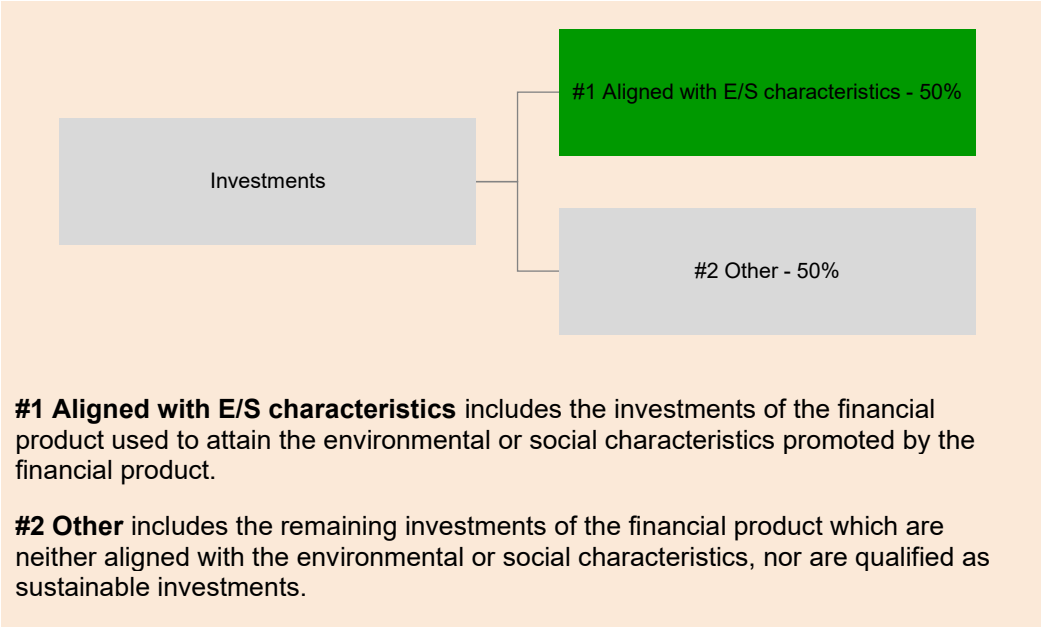 #1 Aligned with E/S characteristics - 50%
Investments
#2 Other - 50%
#1 Aligned with E/S characteristics includes the investments of the financial
product used to attain the environmental or social characteristics promoted by the
financial product.
#2 Other includes the remaining investments of the financial product which are
neither aligned with the environmental or social characteristics, nor are qualified as
sustainable investments.